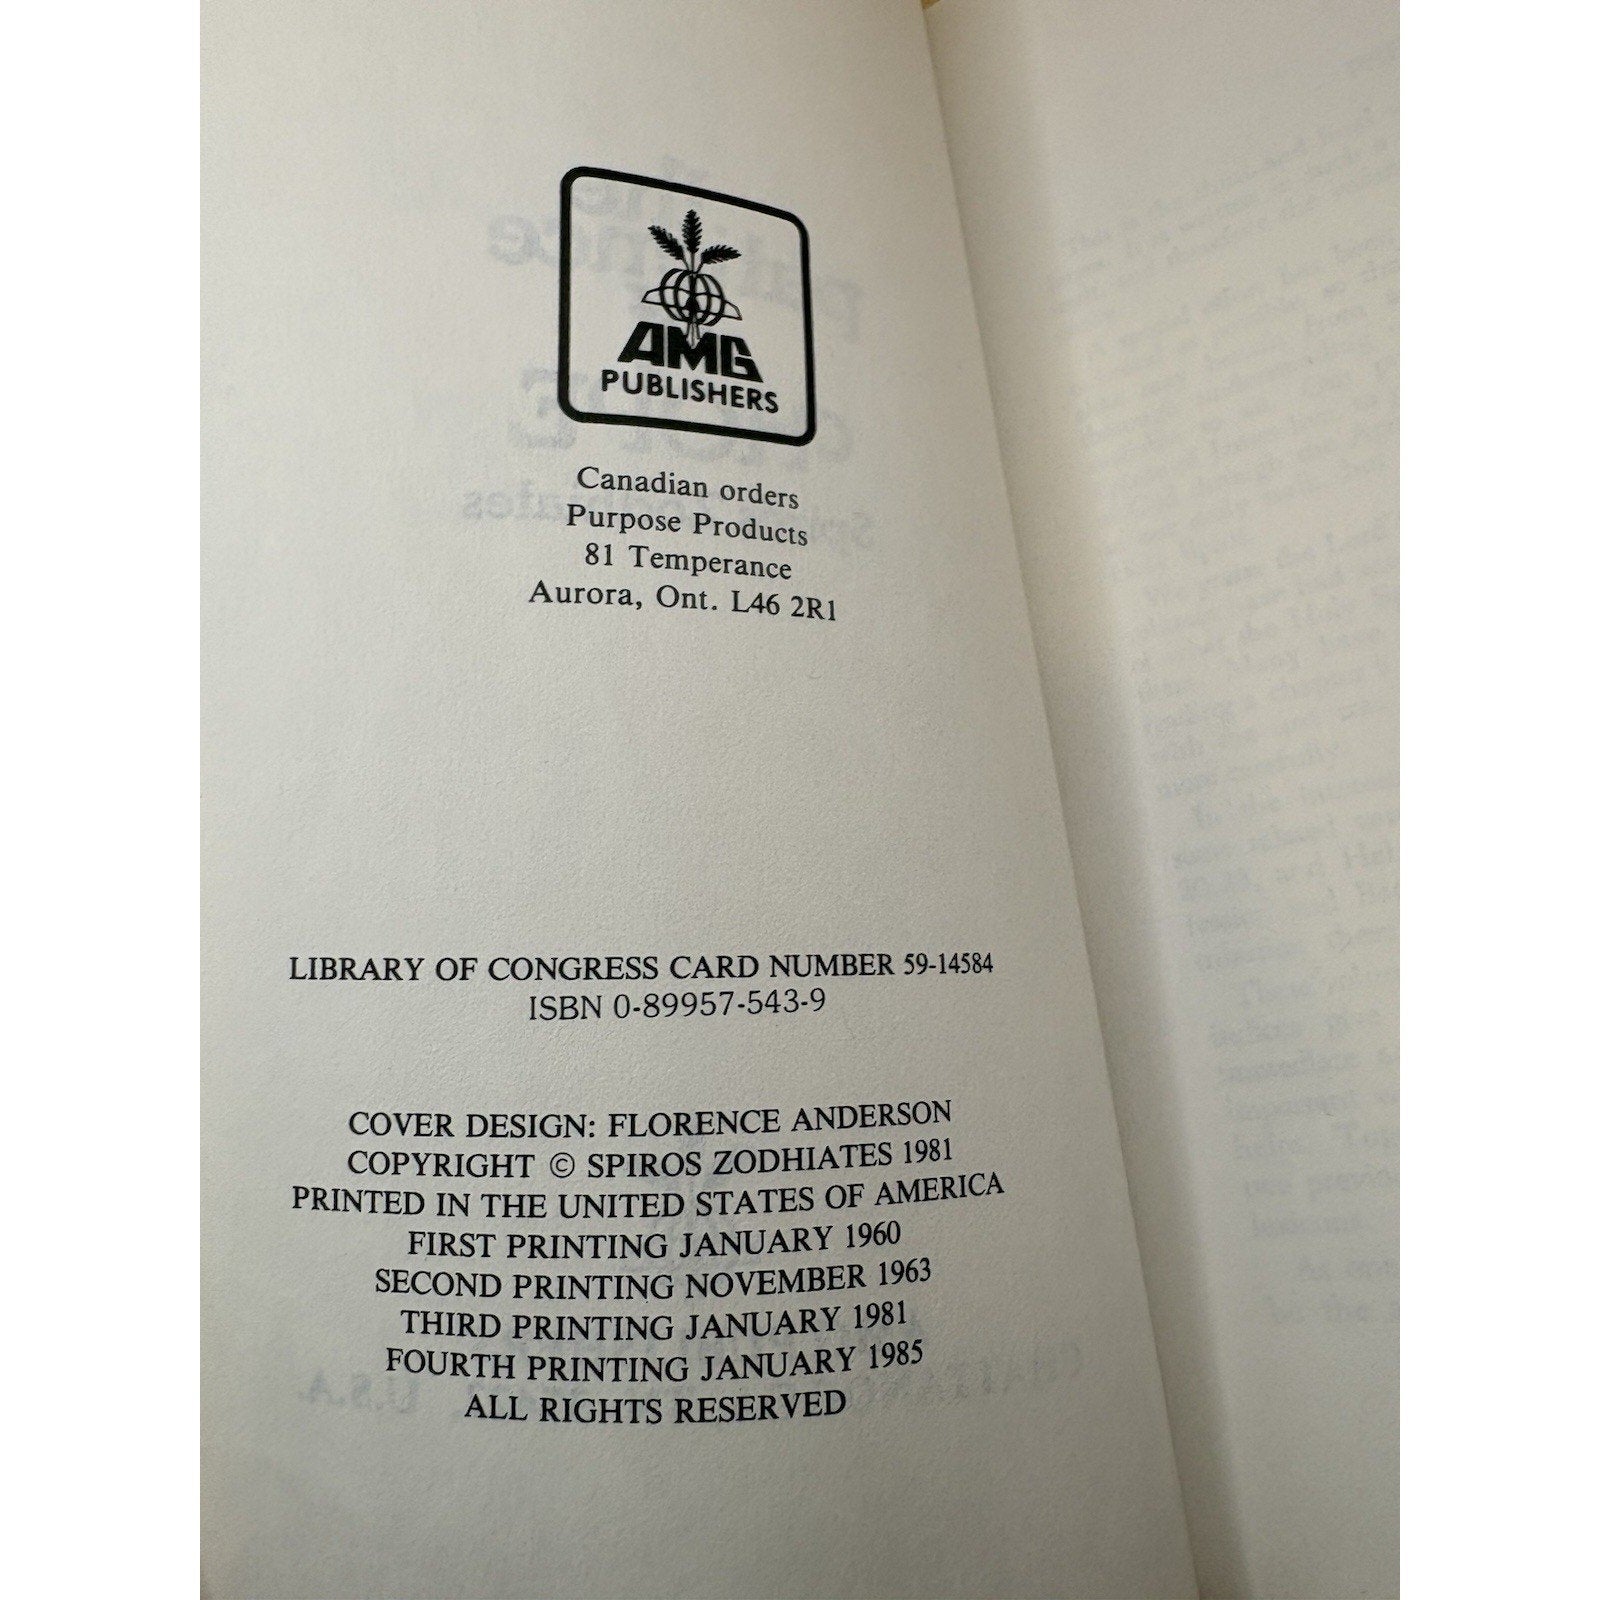 AMG
PUBLISHERS
Canadian orders
Purpose Products
81 Temperance
Aurora, Ont. L46 2R1
LIBRARY OF CONGRESS CARD NUMBER 59-14584
ISBN 0-89957-543-9
COVER DESIGN: FLORENCE ANDERSON
COPYRIGHT © SPIROS ZODHIATES 1981
PRINTED IN THE UNITED STATES OF AMERICA
FIRST PRINTING JANUARY 1960
SECOND PRINTING NOVEMBER 1963
THIRD PRINTING JANUARY 1981
FOURTH PRINTING JANUARY 1985
ALL RIGHTS RESERVED